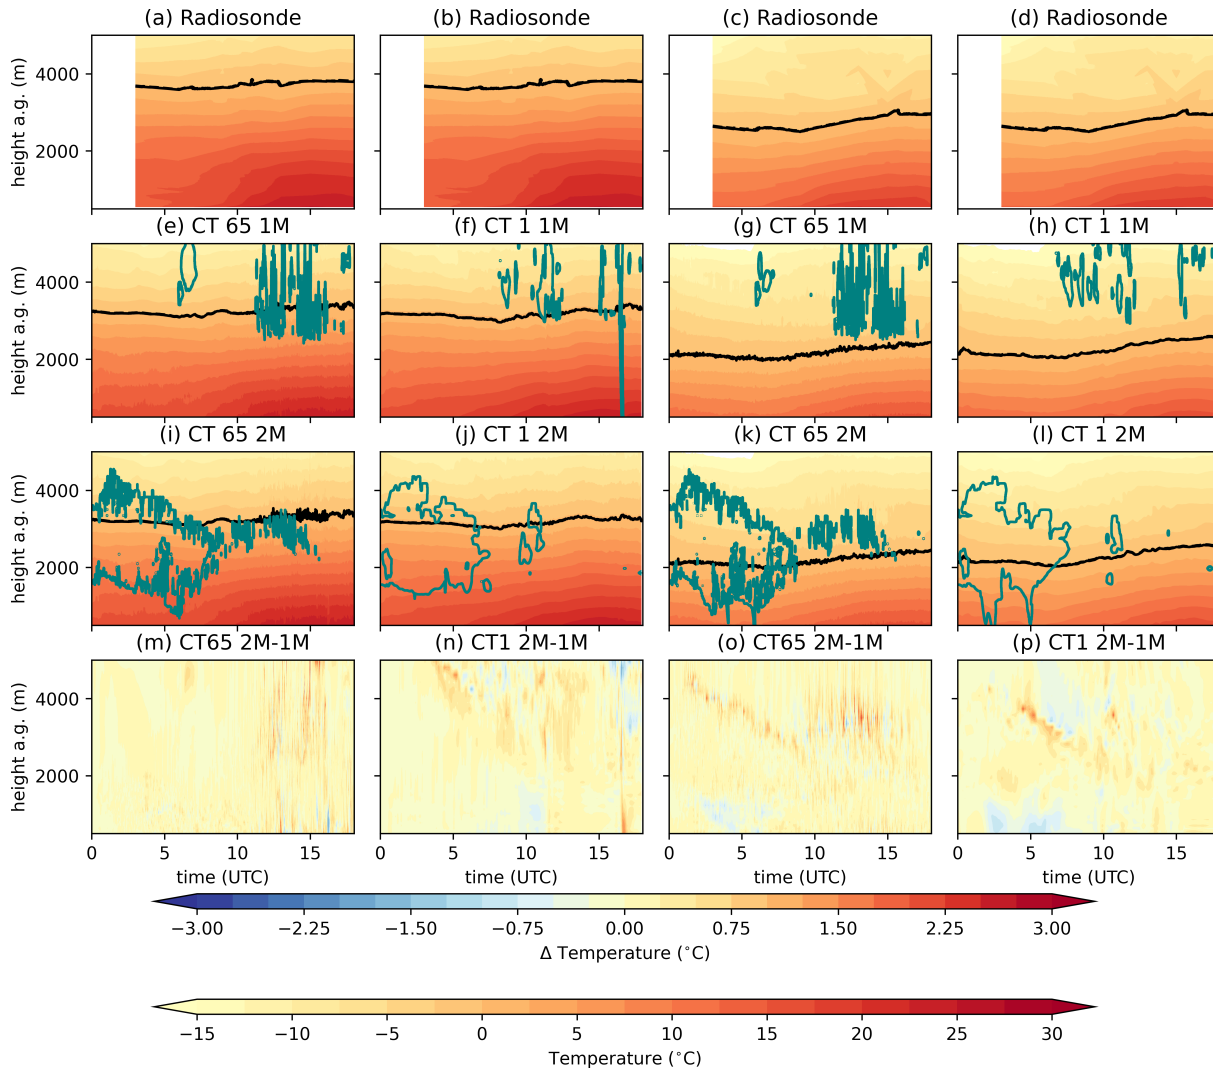 (a) Radiosonde
(b) Radiosonde
(c) Radiosonde
(d) Radiosonde
height a.g. (m)
4000
2000
(e) CT 65 1M
(f) CT 1 1M
(g) CT 65 1M
(h) CT 1 1M
height a.g. (m)
4000
2000
(i) CT 65 2M
(j) CT 1 2M
(k) CT 65 2M
(l) CT 1 2M
height a.g. (m)
4000
2000
(m) CT65 2M-1M
(n) CT1 2M-1M
(o) CT65 2M-1M
(p) CT1 2M-1M
height a.g. (m)
4000
2000
0 5 10 15
0 5 10 15
0 5 10 15
0 5 10 15
time (UTC)
time (UTC)
time (UTC)
time (UTC)
−3.00 −2.25 −1.50 −0.75 0.00 0.75 1.50 2.25 3.00
Δ Temperature (°C)
−15 −10 −5 0 5 10 15 20 25 30
Temperature (°C)